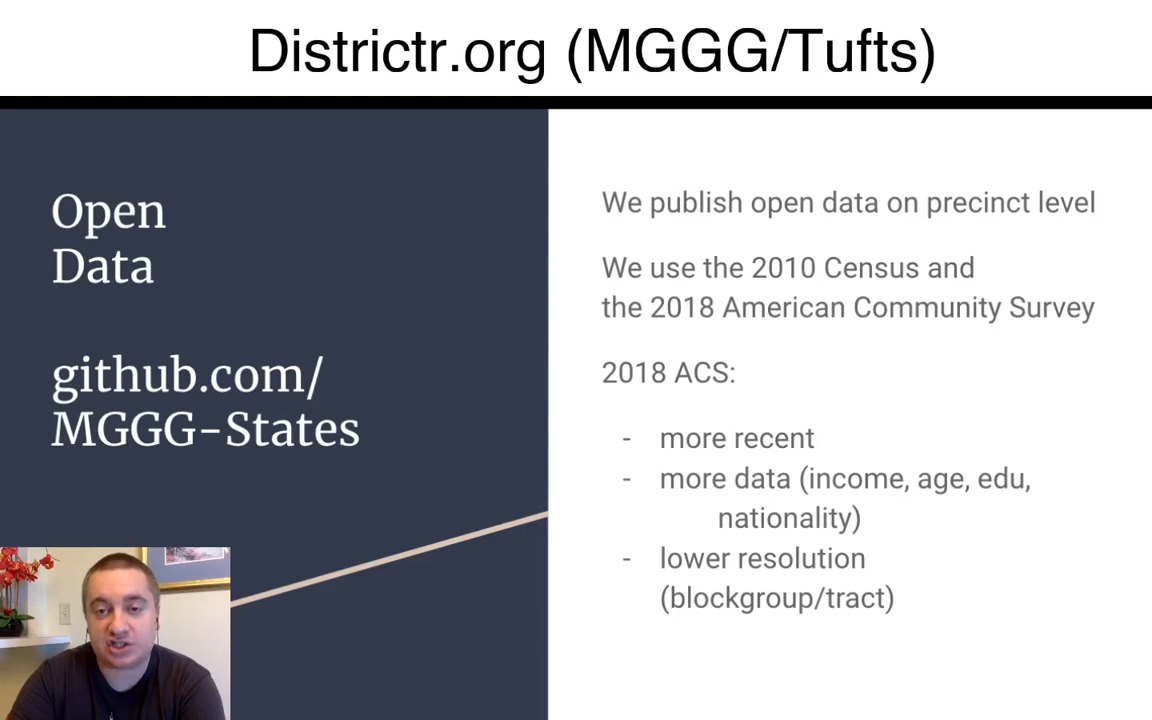 Districtr.org (MGGG/Tufts)
Open
Data
github.com/
MGGG-States
We publish open data on precinct level
We use the 2010 Census and
the 2018 American Community Survey
2018 ACS:
- more recent
- more data (income, age, edu,
nationality)
- lower resolution
(blockgroup/tract)